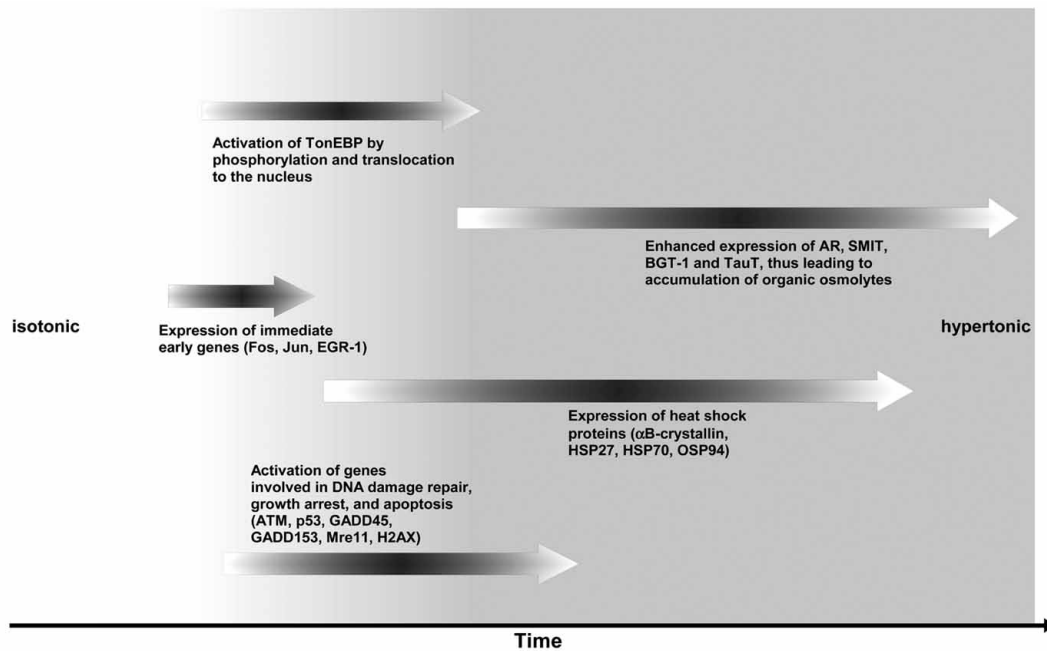 Activation of TonEBP by
phosphorylation and translocation
to the nucleus
Enhanced expression of AR, SMIT,
BGT-1 and TauT, thus leading to
accumulation of organic osmolytes
isotonic
Expression of immediate
early genes (Fos, Jun, EGR-1)
hypertonic
Expression of heat shock
proteins (αB-crystallin,
HSP27, HSP70, OSP94)
Activation of genes
involved in DNA damage repair,
growth arrest, and apoptosis
(ATM, p53, GADD45,
GADD153, Mre11, H2AX)
Time